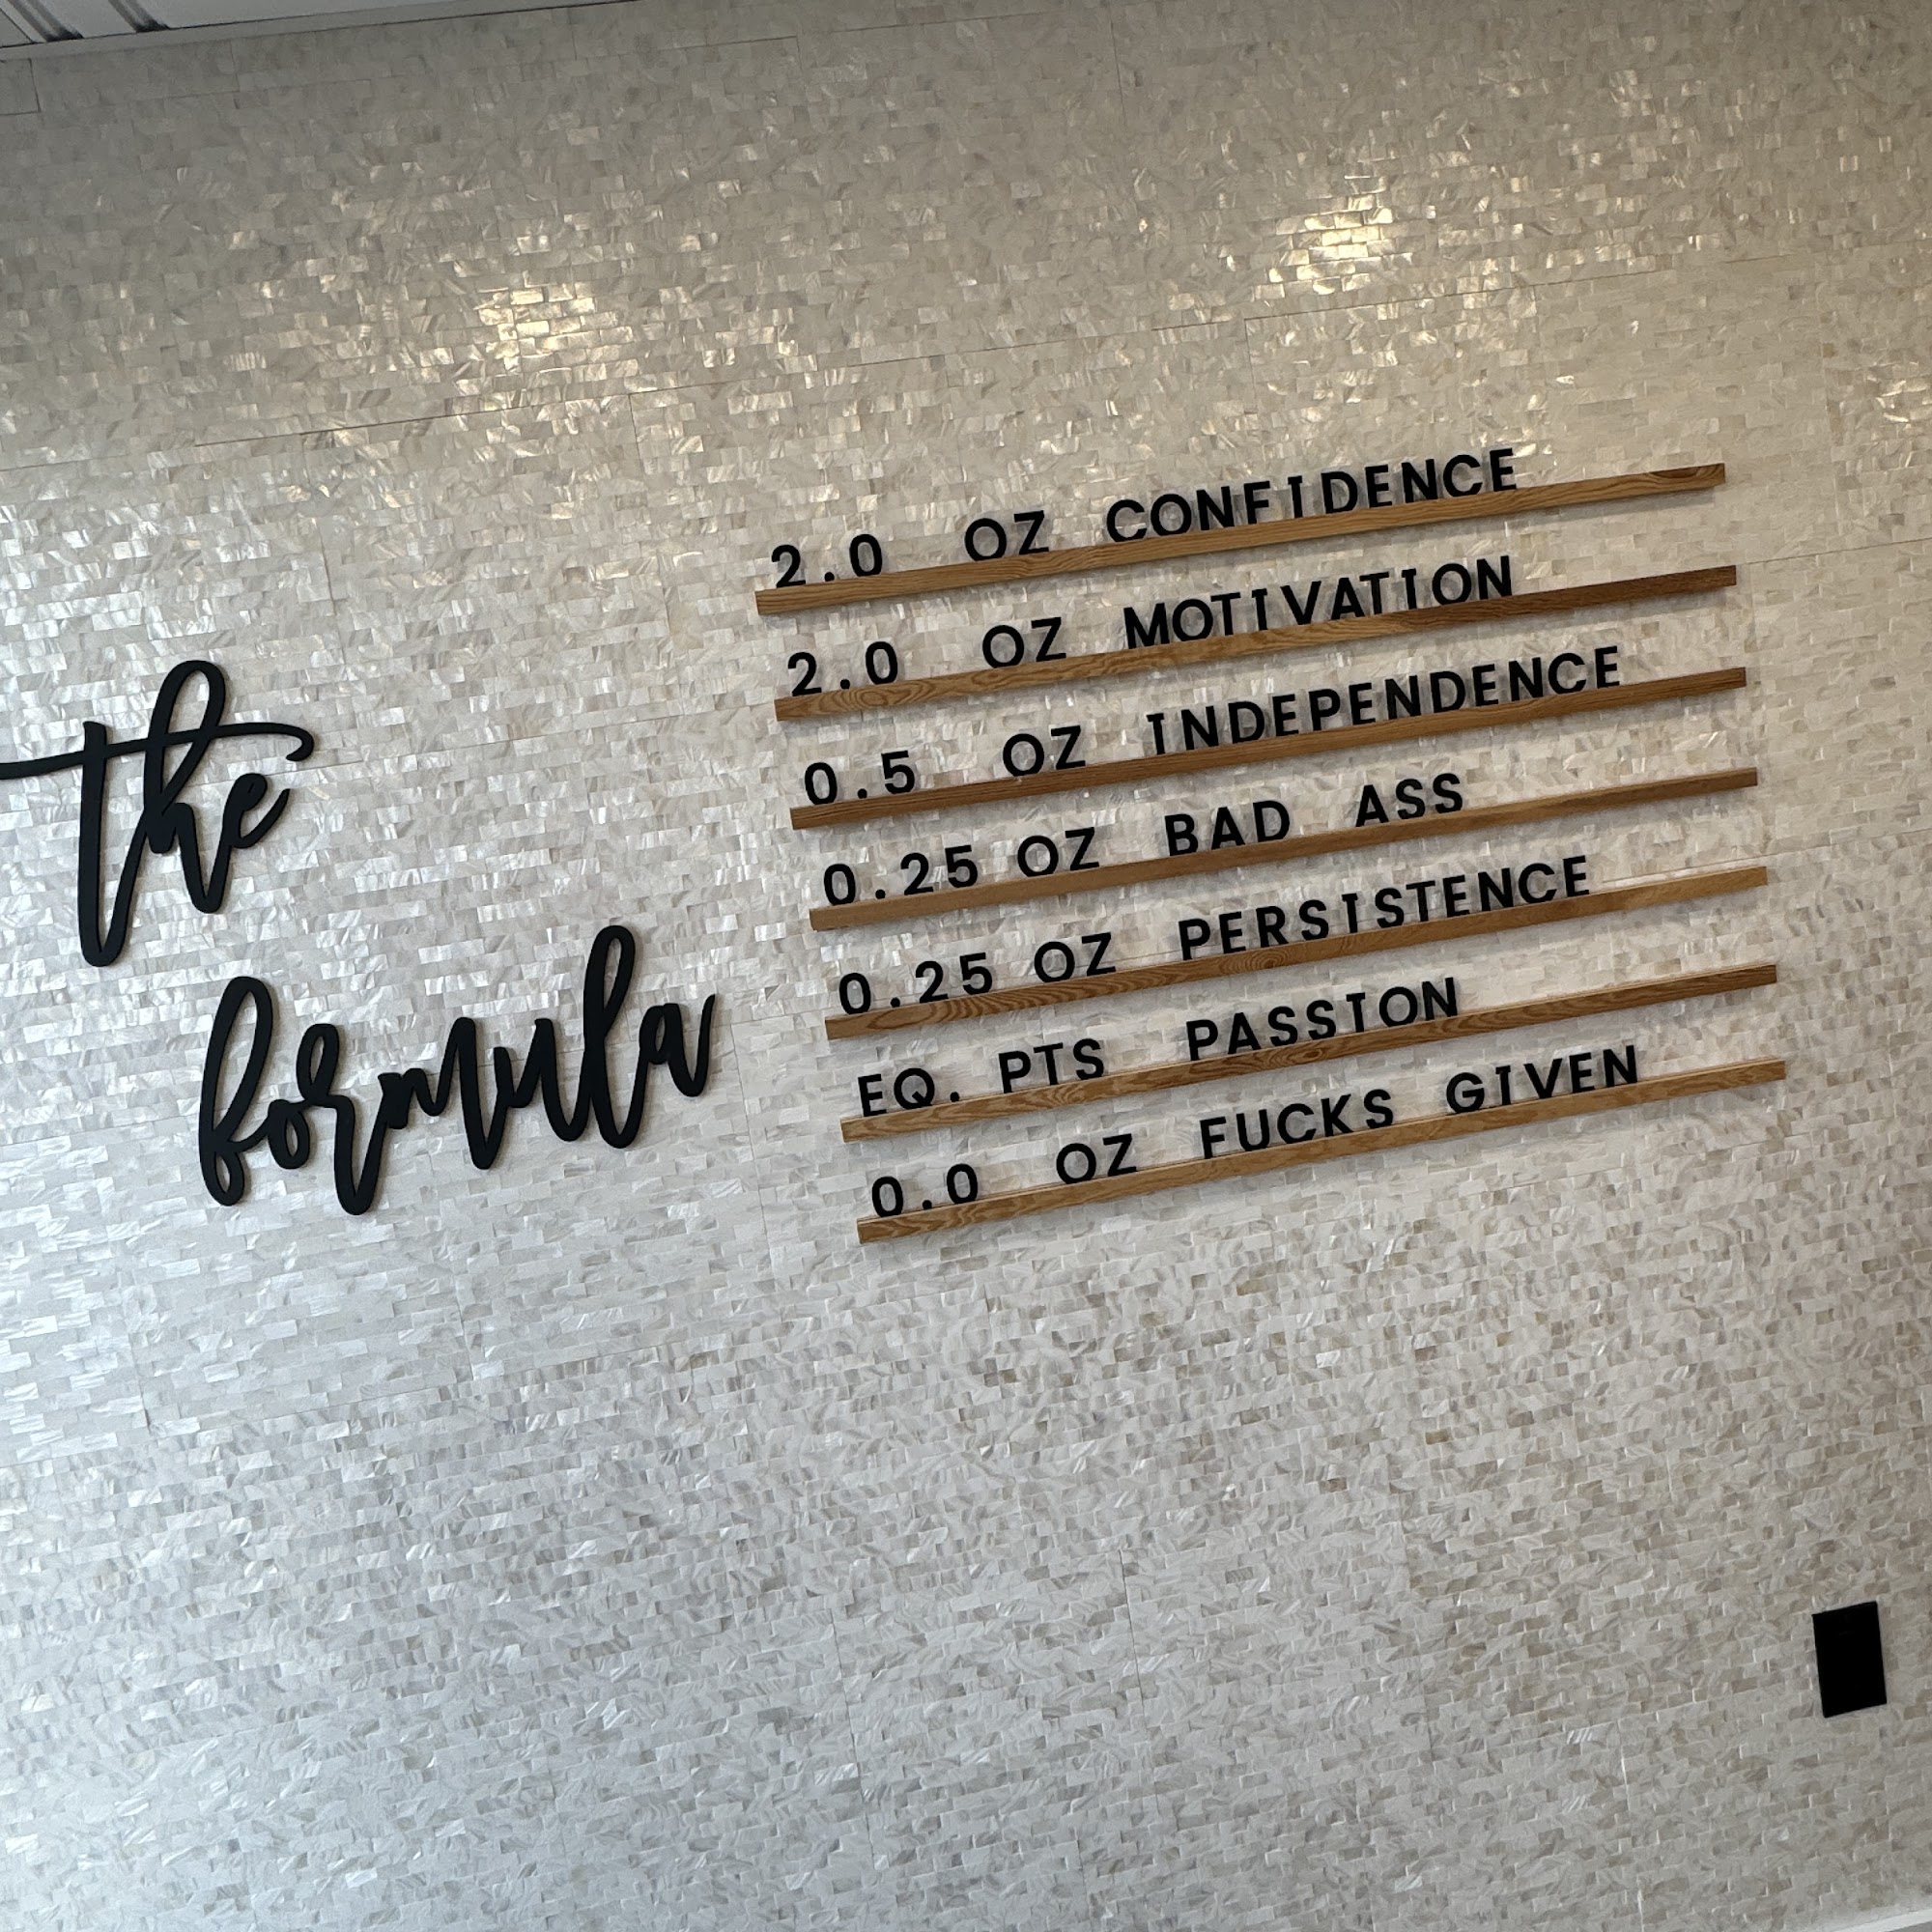 the
formula
2.0 OZ CONFIDENCE
2.0 OZ MOTIVATION
0.5 OZ INDEPENDENCE
0.25 OZ BAD ASS
0.25 OZ PERSISTENCE
EQ. PTS PASSION
0.0 OZ FUCKS GIVEN